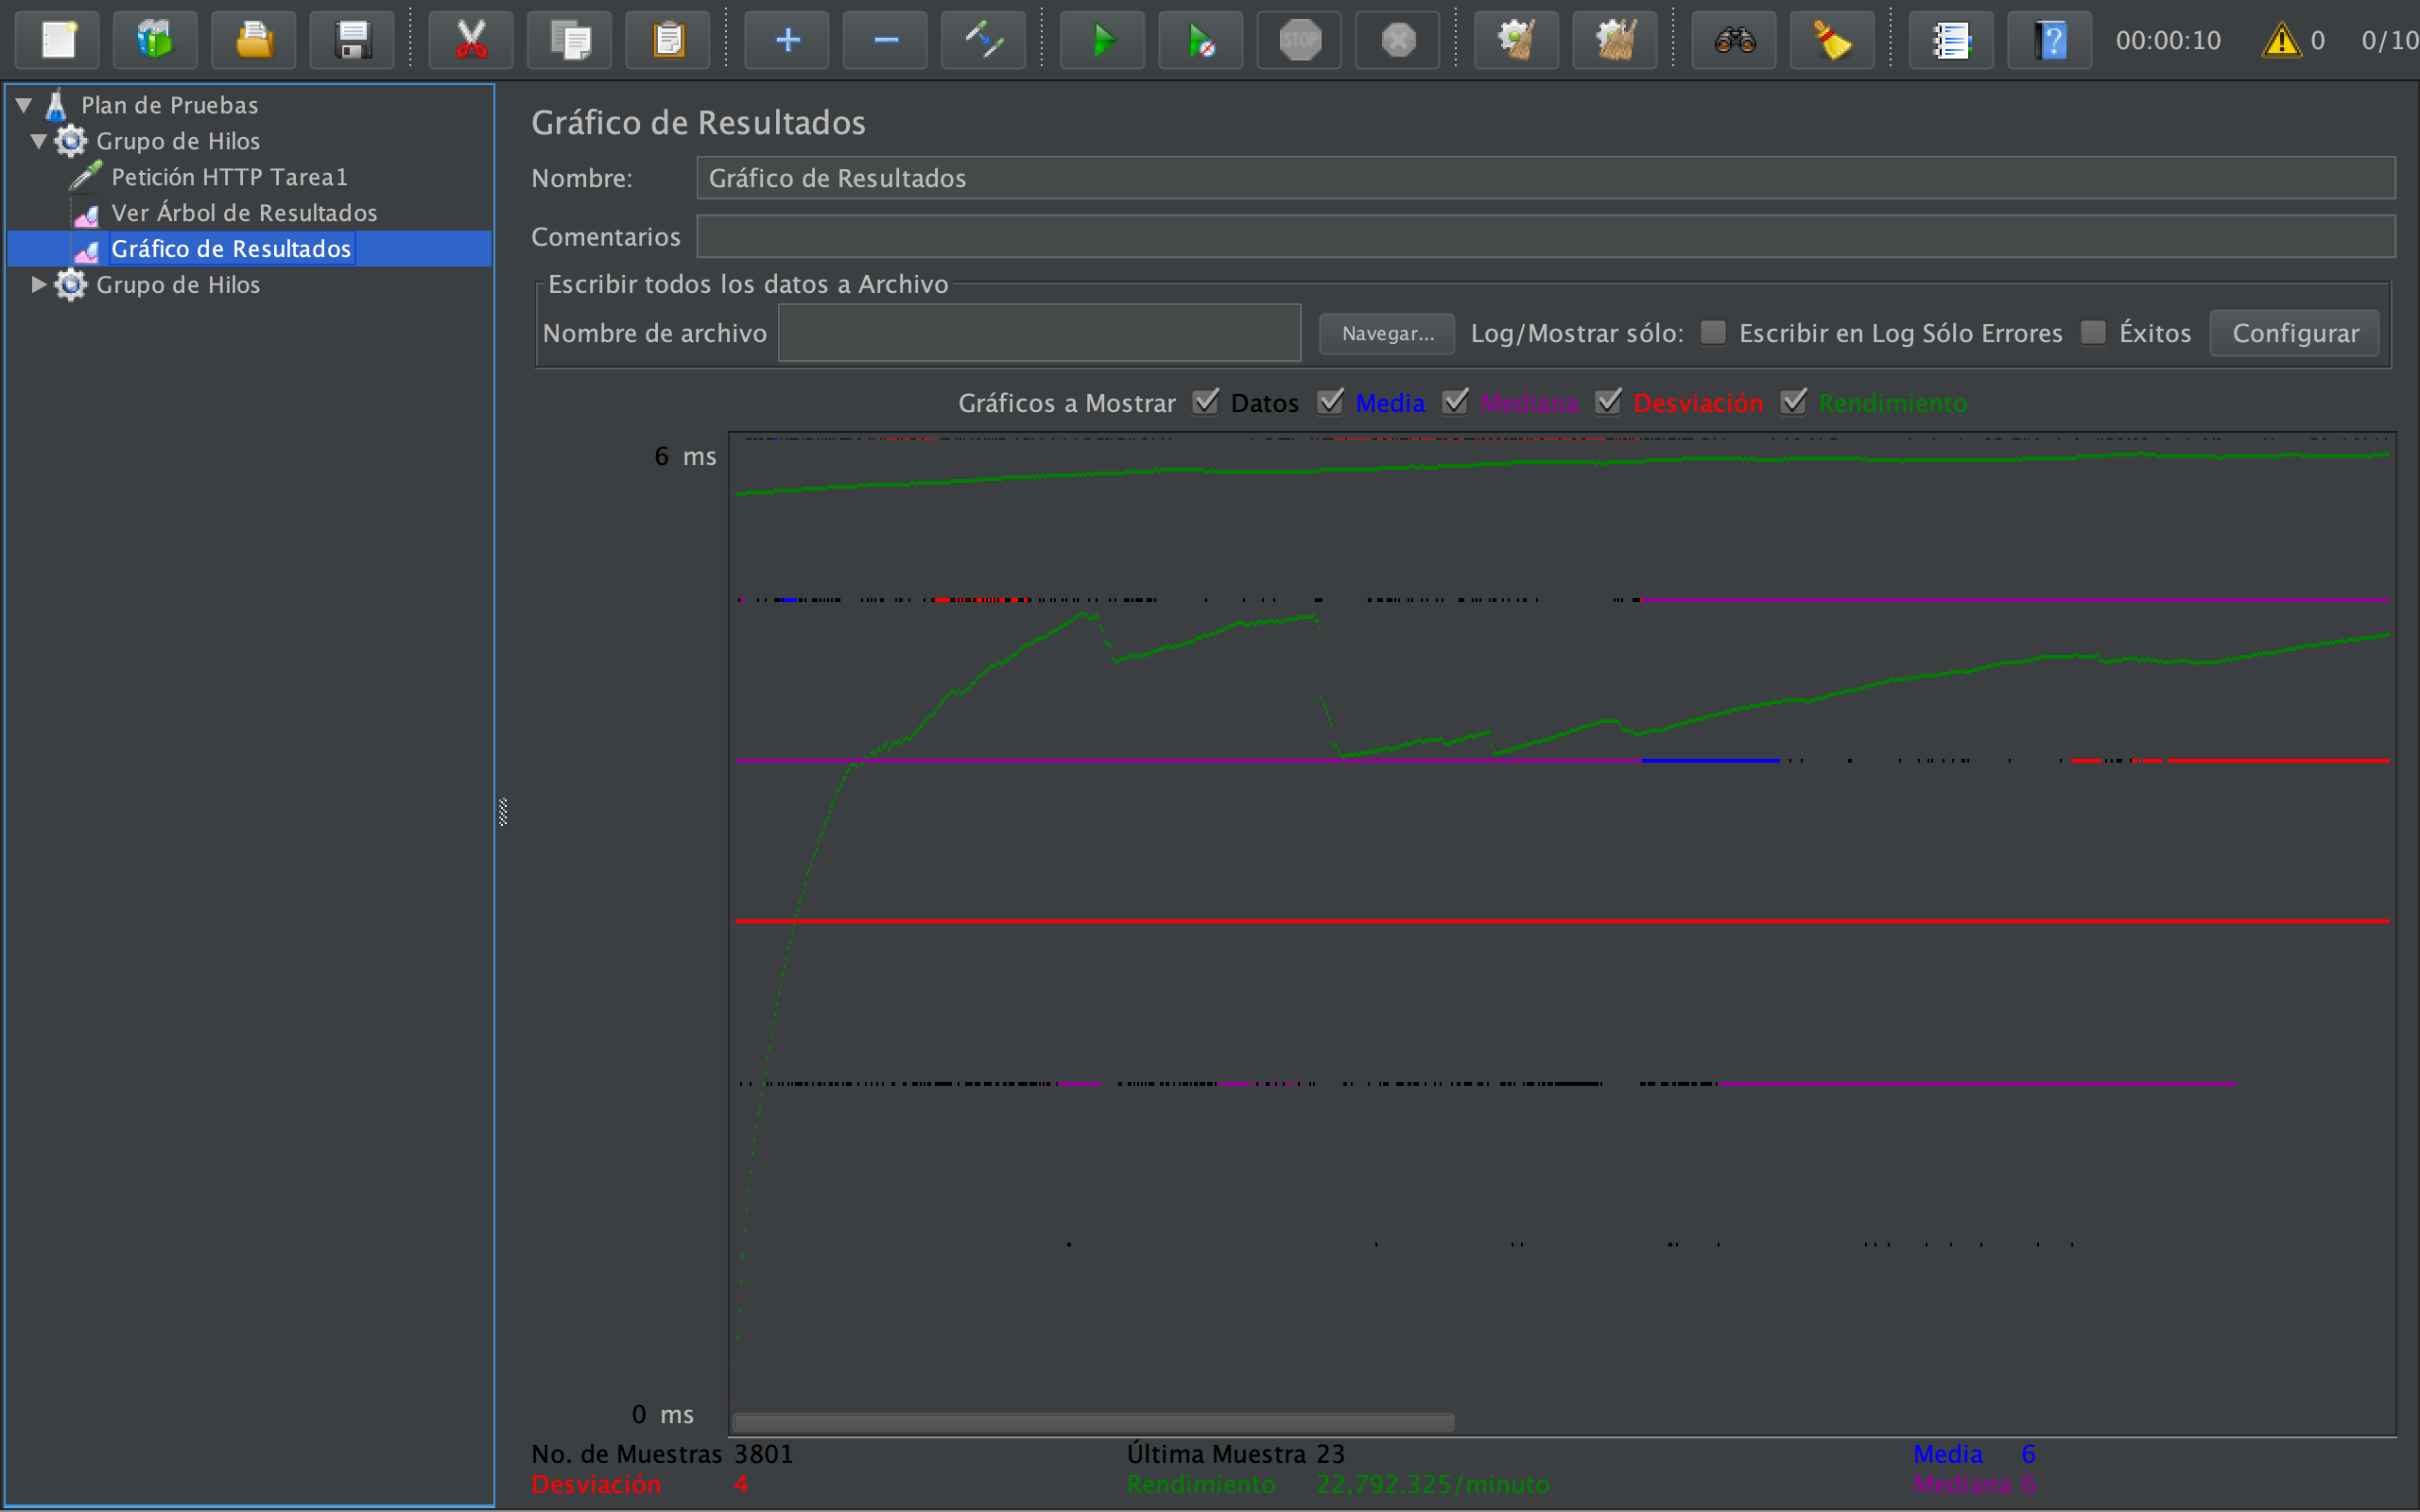 STOP
00:00:10 0 0/10
Plan de Pruebas
Grupo de Hilos
Petición HTTP Tarea1
Ver Árbol de Resultados
Gráfico de Resultados
Grupo de Hilos
Gráfico de Resultados
Nombre: Gráfico de Resultados
Comentarios
Escribir todos los datos a Archivo
Nombre de archivo Navegar... Log/Mostrar sólo: Escribir en Log Sólo Errores Éxitos Configurar
Gráficos a Mostrar Datos Media Mediana Desviación Rendimiento
6 ms
0 ms
No. de Muestras 3801 Última Muestra 23 Media 6
Desviación 4 Rendimiento 22,792.325/minuto Mediana 6